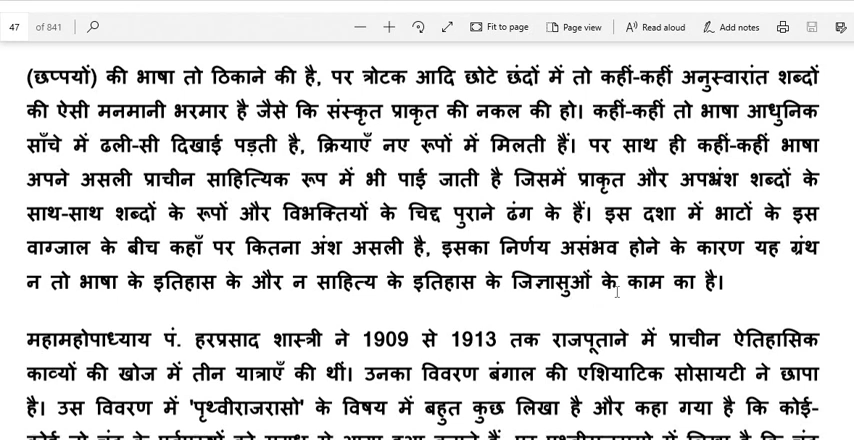 47 of 841 Fit to page Page view Read aloud Add notes
(छप्पयों) की भाषा तो ठिकाने की है, पर त्रोटक आदि छोटे छंदों में तो कहीं-कहीं अनुस्वारांत शब्दों
की ऐसी मनमानी भरमार है जैसे कि संस्कृत प्राकृत की नकल की हो। कहीं-कहीं तो भाषा आधुनिक
साँचे में ढली-सी दिखाई पड़ती है, क्रियाएँ नए रूपों में मिलती हैं। पर साथ ही कहीं-कहीं भाषा
अपने असली प्राचीन साहित्यिक रूप में भी पाई जाती है जिसमें प्राकृत और अपभ्रंश शब्दों के
साथ-साथ शब्दों के रूपों और विभक्तियों के चिह्न पुराने ढंग के हैं। इस दशा में भाटों के इस
वाग्जाल के बीच कहाँ पर कितना अंश असली है, इसका निर्णय असंभव होने के कारण यह ग्रंथ
न तो भाषा के इतिहास के और न साहित्य के इतिहास के जिज्ञासुओं के काम का है।
महामहोपाध्याय पं. हरप्रसाद शास्त्री ने 1909 से 1913 तक राजपूताने में प्राचीन ऐतिहासिक
काव्यों की खोज में तीन यात्राएँ की थीं। उनका विवरण बंगाल की एशियाटिक सोसायटी ने छापा
है। उस विवरण में 'पृथ्वीराजरासो' के विषय में बहुत कुछ लिखा है और कहा गया है कि कोई-